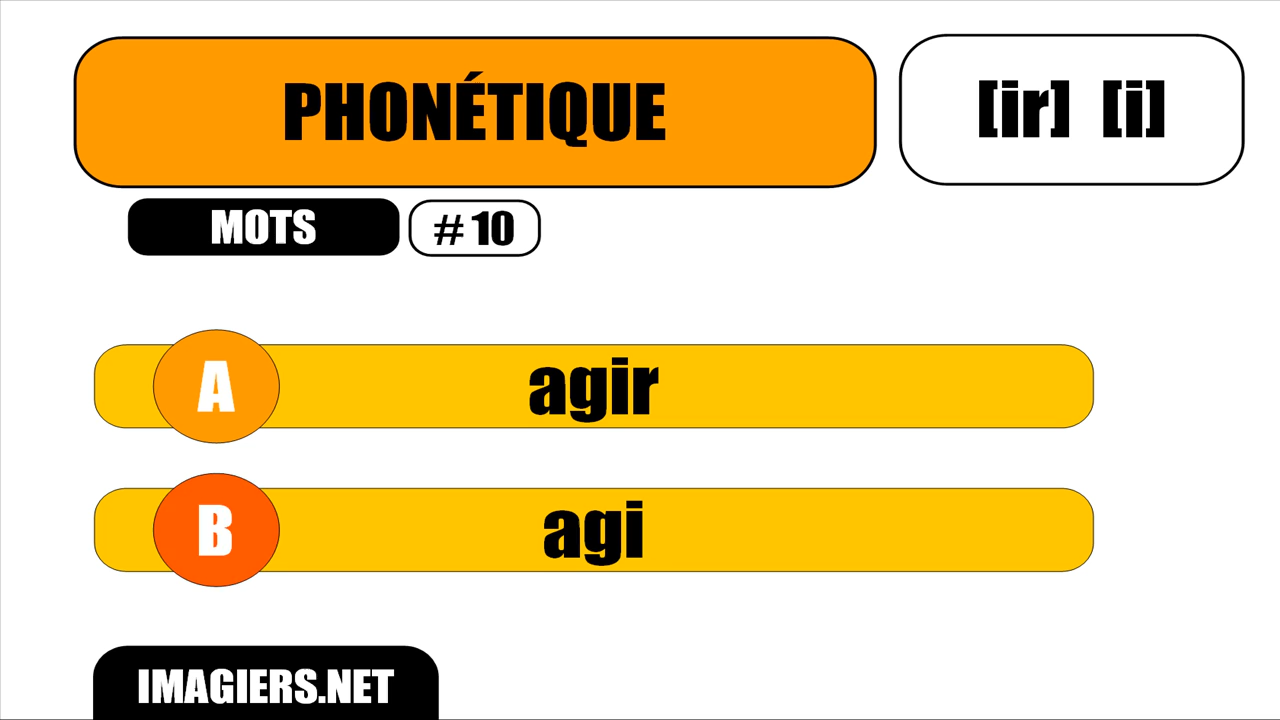 PHONÉTIQUE
[ir] [i]
MOTS
# 10
A
agir
B
agi
IMAGIERS.NET